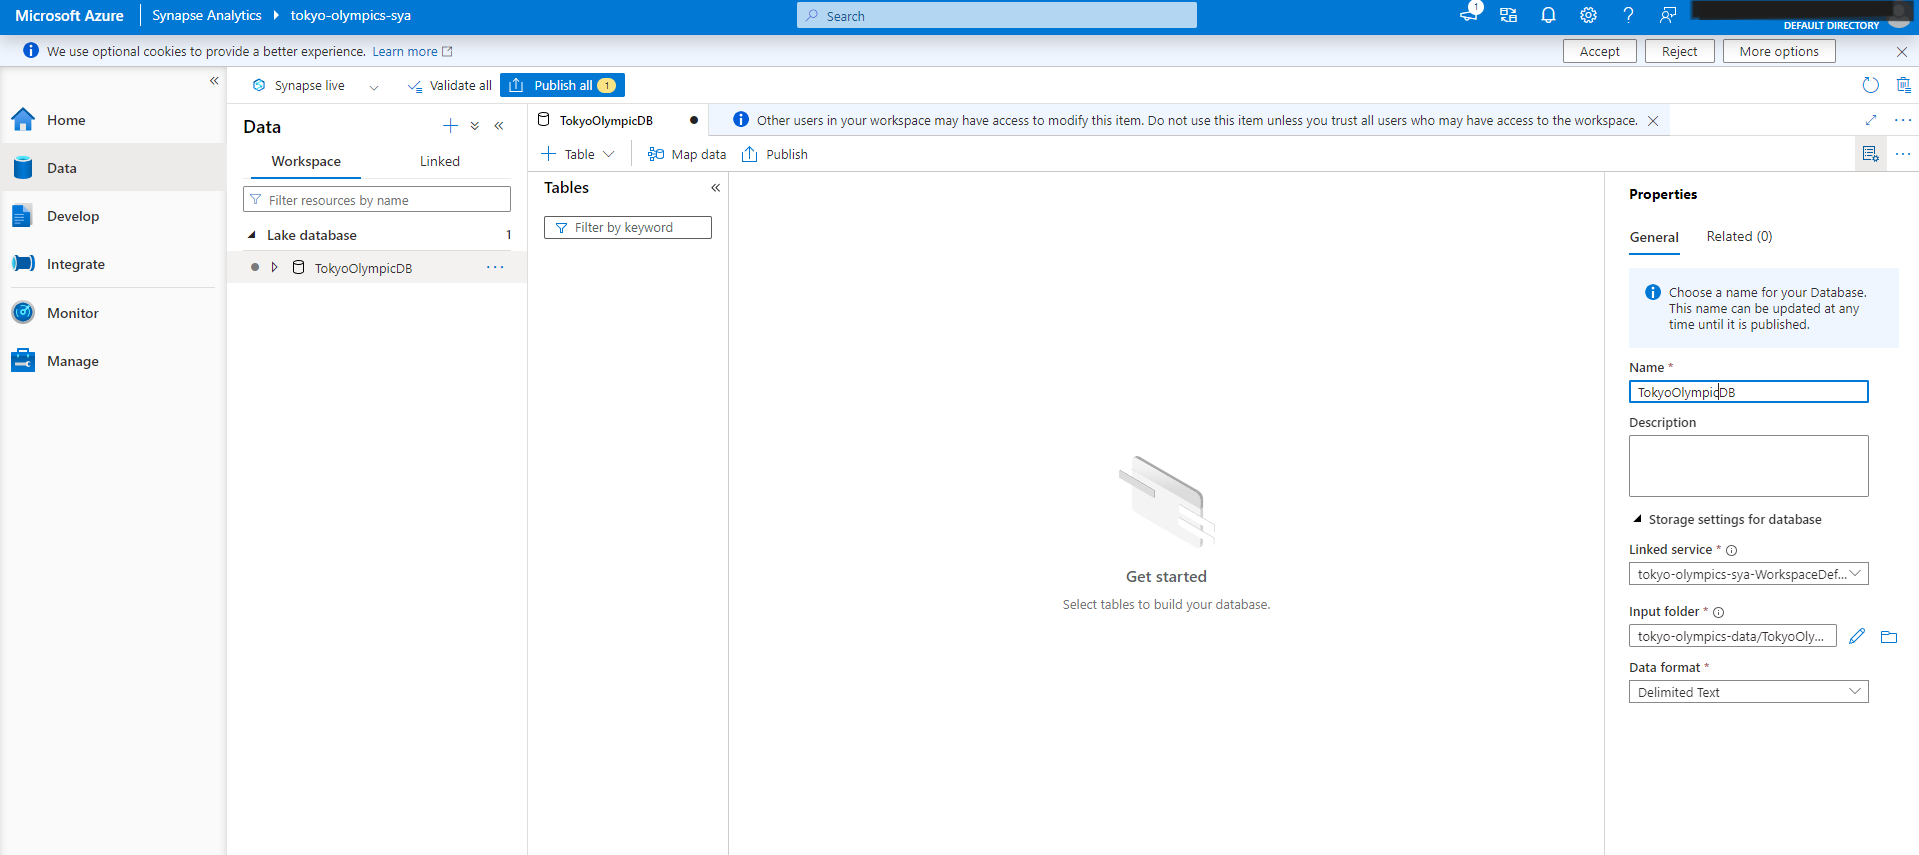 Microsoft Azure
Synapse Analytics
tokyo-olympics-sya
Search
1
DEFAULT DIRECTORY
We use optional cookies to provide a better experience. Learn more
Accept
Reject
More options
Synapse live
Validate all
Publish all 1
Home
Data
Develop
Integrate
Monitor
Manage
Data
Workspace
Linked
Filter resources by name
Lake database 1
TokyoOlympicDB
TokyoOlympicDB
Other users in your workspace may have access to modify this item. Do not use this item unless you trust all users who may have access to the workspace.
Table
Map data
Publish
Tables
Filter by keyword
Get started
Select tables to build your database.
Properties
General
Related (0)
Choose a name for your Database.
This name can be updated at any
time until it is published.
Name *
TokyoOlympicDB
Description
Storage settings for database
Linked service *
tokyo-olympics-sya-WorkspaceDef...
Input folder *
tokyo-olympics-data/TokyoOly...
Data format *
Delimited Text